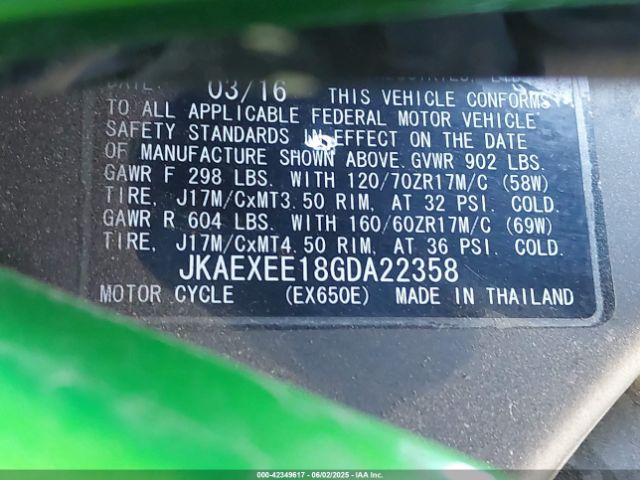 DATE: 03/16 THIS VEHICLE CONFORMS
TO ALL APPLICABLE FEDERAL MOTOR VEHICLE
SAFETY STANDARDS IN EFFECT ON THE DATE
OF MANUFACTURE SHOWN ABOVE. GVWR 902 LBS.
GAWR F 298 LBS. WITH 120/70ZR17M/C (58W)
TIRE, J17M/CxMT3.50 RIM, AT 32 PSI. COLD.
GAWR R 604 LBS. WITH 160/60ZR17M/C (69W)
TIRE, J17M/CxMT4.50 RIM, AT 36 PSI. COLD.
JKAEXEE18GDA22358
MOTOR CYCLE (EX650E) MADE IN THAILAND
000-42349617 - 06/02/2025 - IAAI.COM